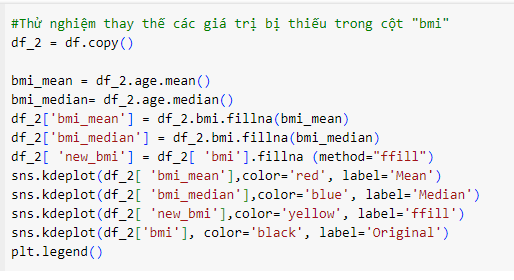 #Thử nghiệm thay thế các giá trị bị thiếu trong cột "bmi"
df_2 = df.copy()
bmi_mean = df_2.age.mean()
bmi_median= df_2.age.median()
df_2['bmi_mean'] = df_2.bmi.fillna(bmi_mean)
df_2['bmi_median'] = df_2.bmi.fillna(bmi_median)
df_2[ 'new_bmi'] = df_2[ 'bmi'].fillna (method="ffill")
sns.kdeplot(df_2[ 'bmi_mean'],color='red', label='Mean')
sns.kdeplot(df_2[ 'bmi_median'],color='blue', label='Median')
sns.kdeplot(df_2[ 'new_bmi'],color='yellow', label='ffill')
sns.kdeplot(df_2['bmi'], color='black', label='Original')
plt.legend()